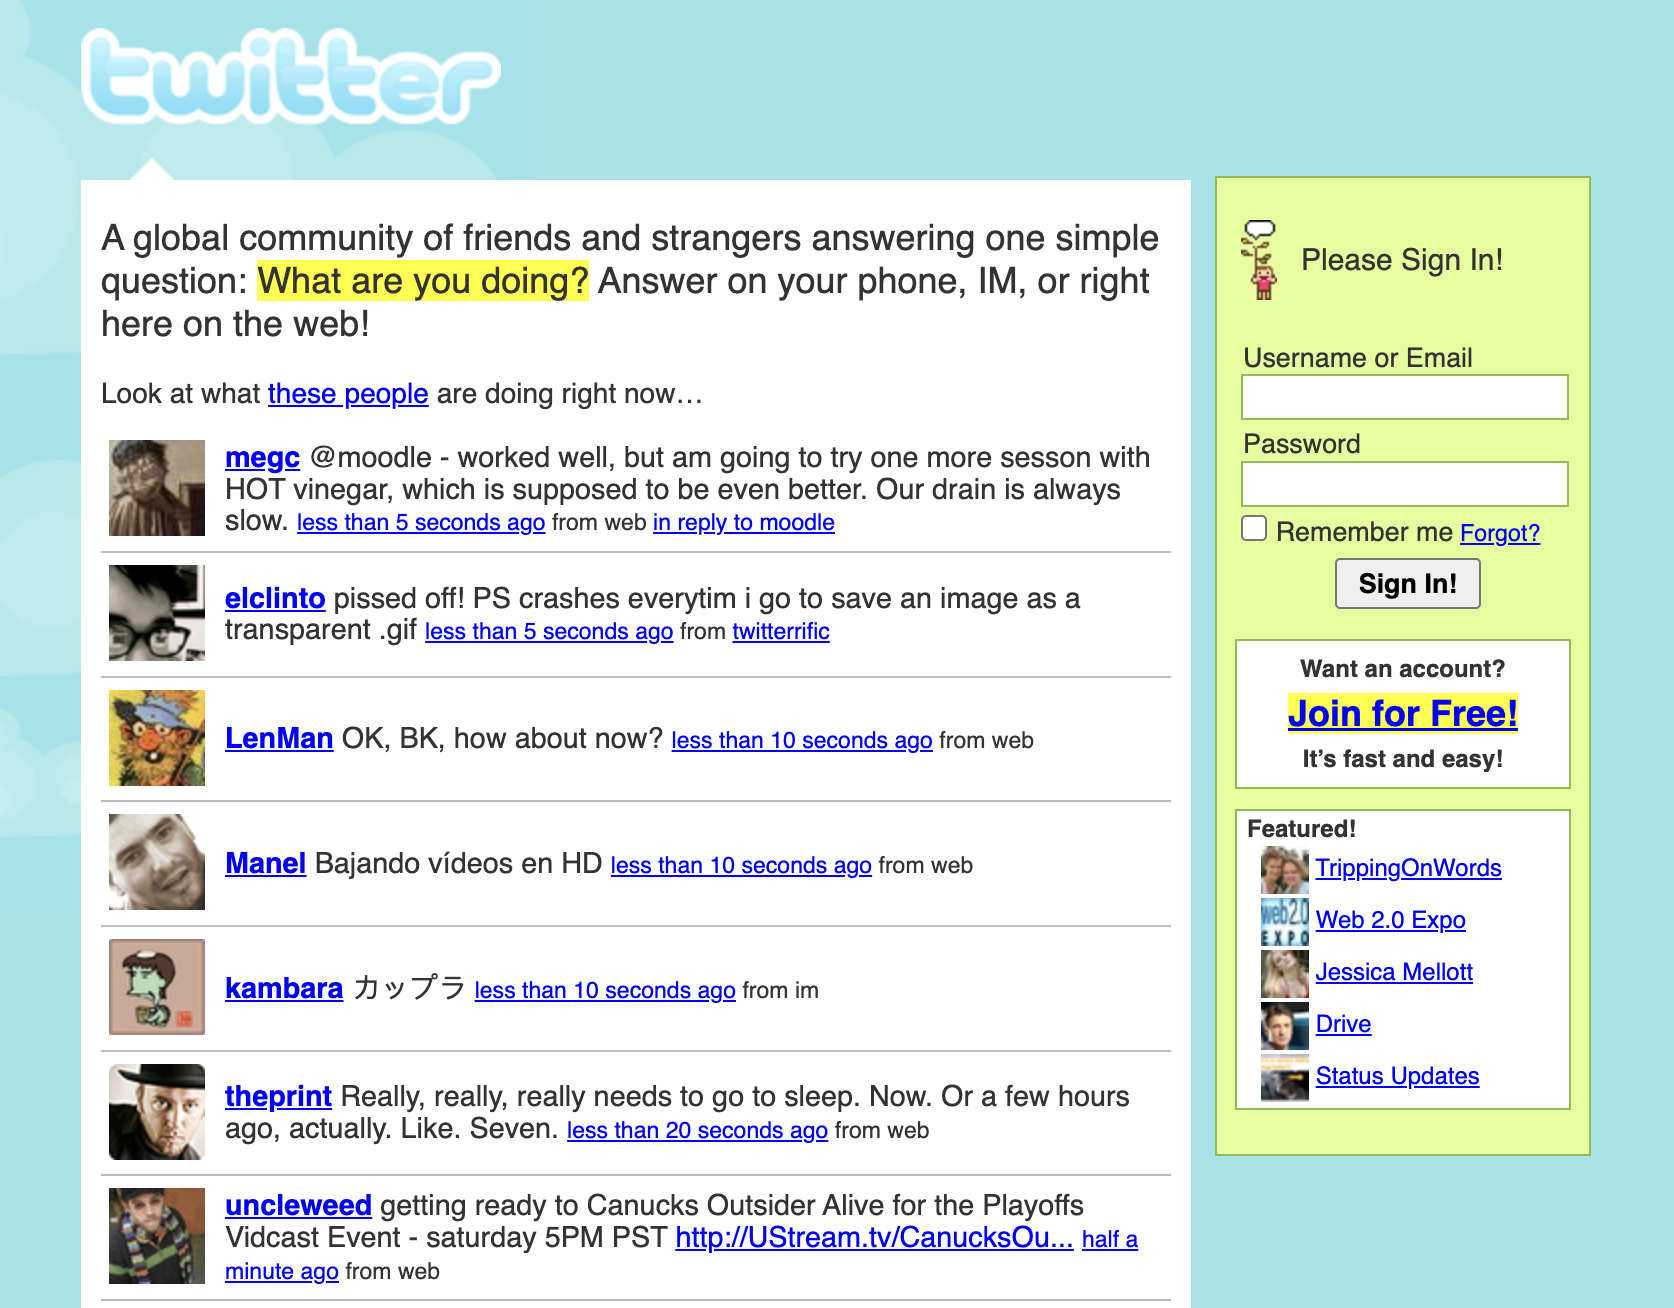 twitter
A global community of friends and strangers answering one simple
question: What are you doing? Answer on your phone, IM, or right
here on the web!
Look at what these people are doing right now…
megc @moodle - worked well, but am going to try one more sesson with
HOT vinegar, which is supposed to be even better. Our drain is always
slow. less than 5 seconds ago from web in reply to moodle
elclinto pissed off! PS crashes everytim i go to save an image as a
transparent .gif less than 5 seconds ago from twitterrific
LenMan OK, BK, how about now? less than 10 seconds ago from web
Manel Bajando vídeos en HD less than 10 seconds ago from web
kambara カップラ less than 10 seconds ago from im
theprint Really, really, really needs to go to sleep. Now. Or a few hours
ago, actually. Like. Seven. less than 20 seconds ago from web
uncleweed getting ready to Canucks Outsider Alive for the Playoffs
Vidcast Event - saturday 5PM PST http://UStream.tv/CanucksOu... half a
minute ago from web
Please Sign In!
Username or Email
Password
Remember me Forgot?
Sign In!
Want an account?
Join for Free!
It’s fast and easy!
Featured!
TrippingOnWords
web2.0
EXPO
Web 2.0 Expo
Jessica Mellott
Drive
Status Updates